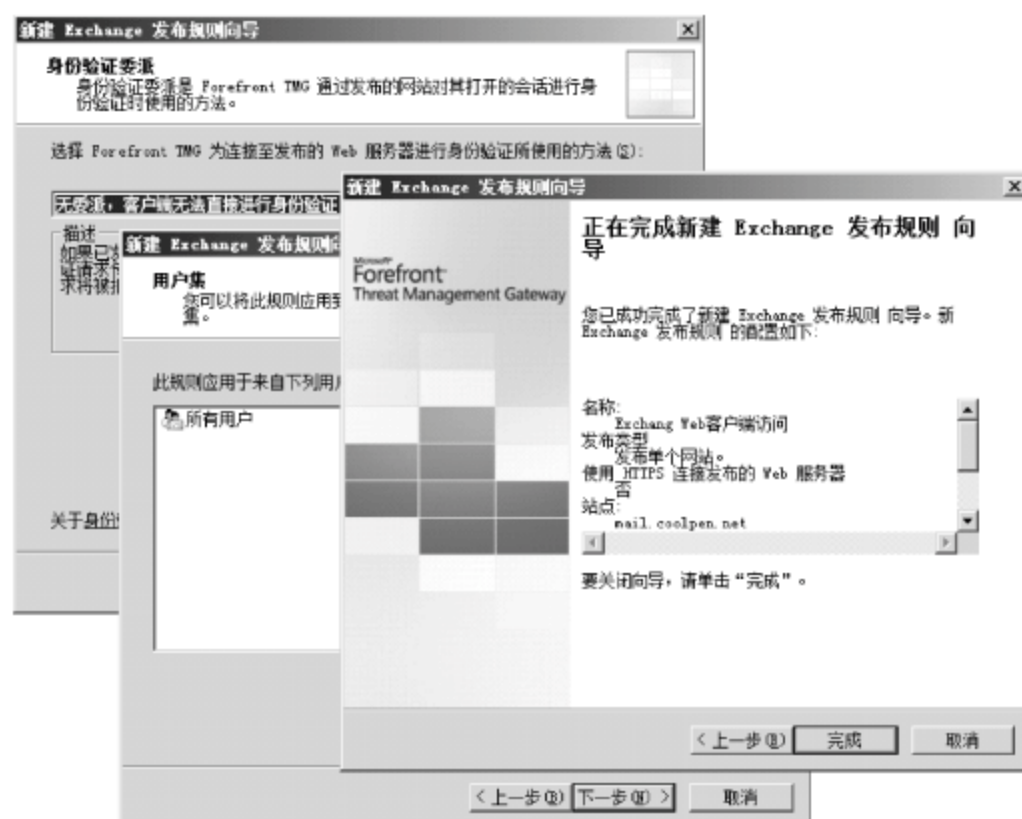 新建 Exchange 发布规则向导
身份验证委派
身份验证委派是 Forefront TMG 通过发布的网站对其打开的会话进行身
份验证时使用的方法。
选择 Forefront TMG 为连接至发布的 Web 服务器进行身份验证所使用的方法(S):
无委派，客户端无法直接进行身份验证
描述
如果已
证请求
求将被
关于身份
新建 Exchange 发布规则向
用户集
您可以将此规则应用到
集。
此规则应用于来自下列用户
所有用户
<上一步(B)
下一步(N) >
取消
新建 Exchange 发布规则向导
Microsoft
Forefront
Threat Management Gateway
正在完成新建 Exchange 发布规则 向
导
您已成功完成了新建 Exchange 发布规则 向导。新
Exchange 发布规则 的配置如下:
名称:
Exchang Web客户端访问
发布类型
发布单个网站。
使用 HTTPS 连接发布的 Web 服务器
否
站点:
mail.coolpen.net
要关闭向导，请单击“完成”。
<上一步(B)
完成
取消